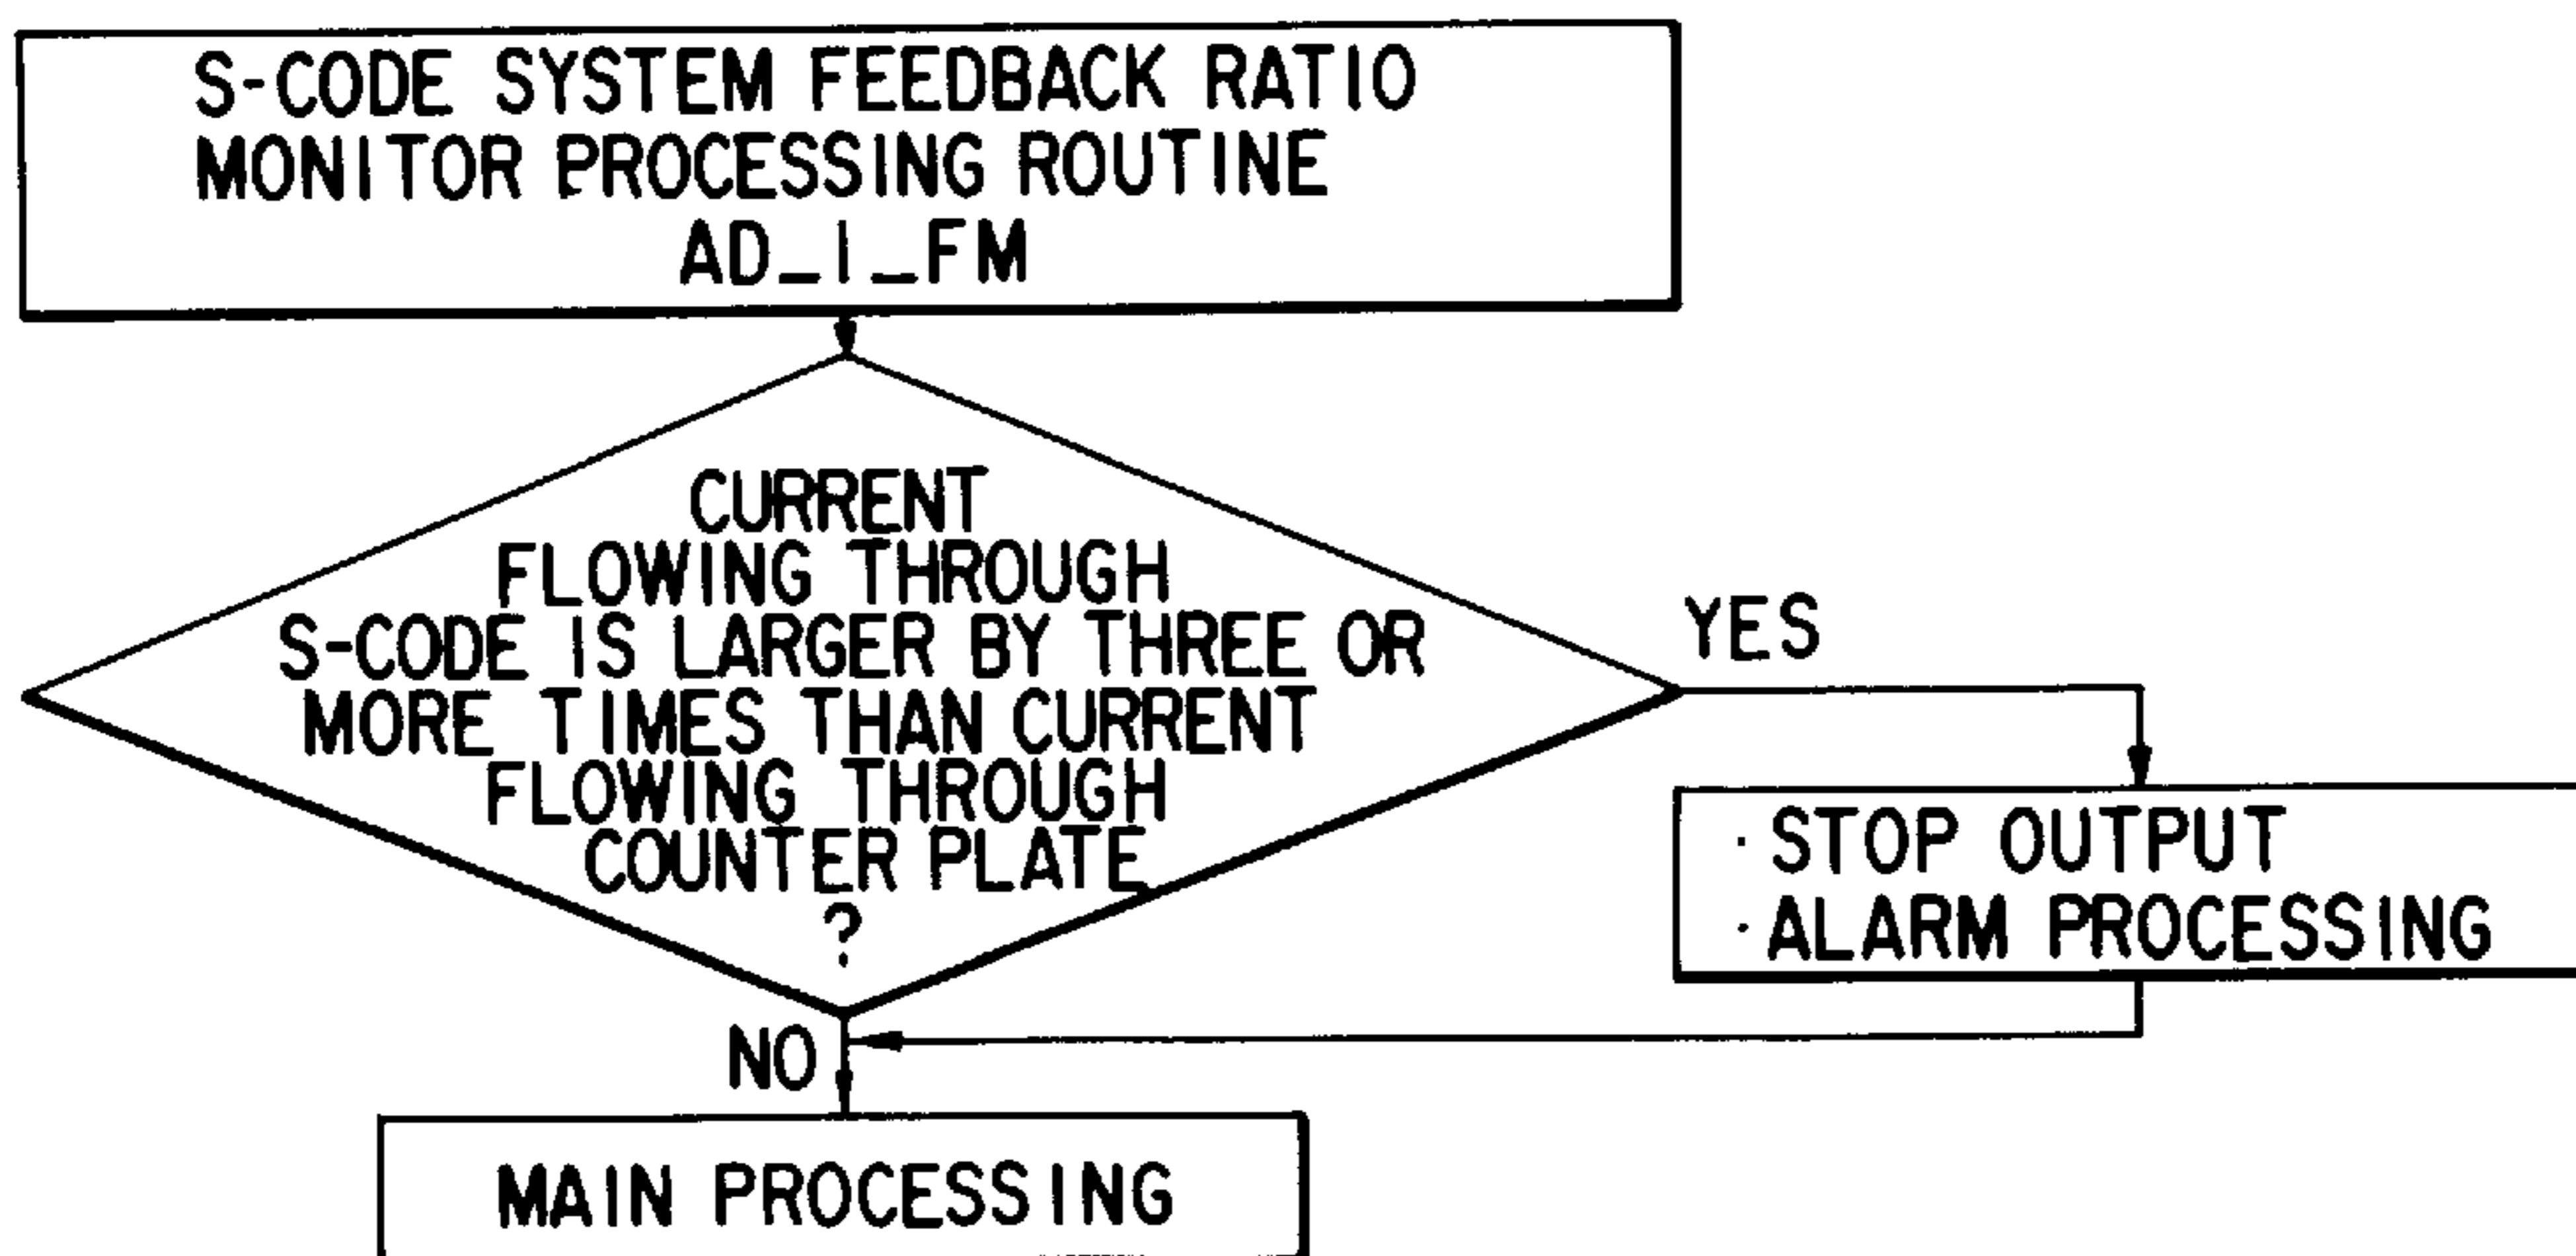 S-CODE SYSTEM FEEDBACK RATIO
MONITOR PROCESSING ROUTINE
AD_I_FM
CURRENT
FLOWING THROUGH
S-CODE IS LARGER BY THREE OR
MORE TIMES THAN CURRENT
FLOWING THROUGH
COUNTER PLATE
?
YES
· STOP OUTPUT
· ALARM PROCESSING
NO
MAIN PROCESSING